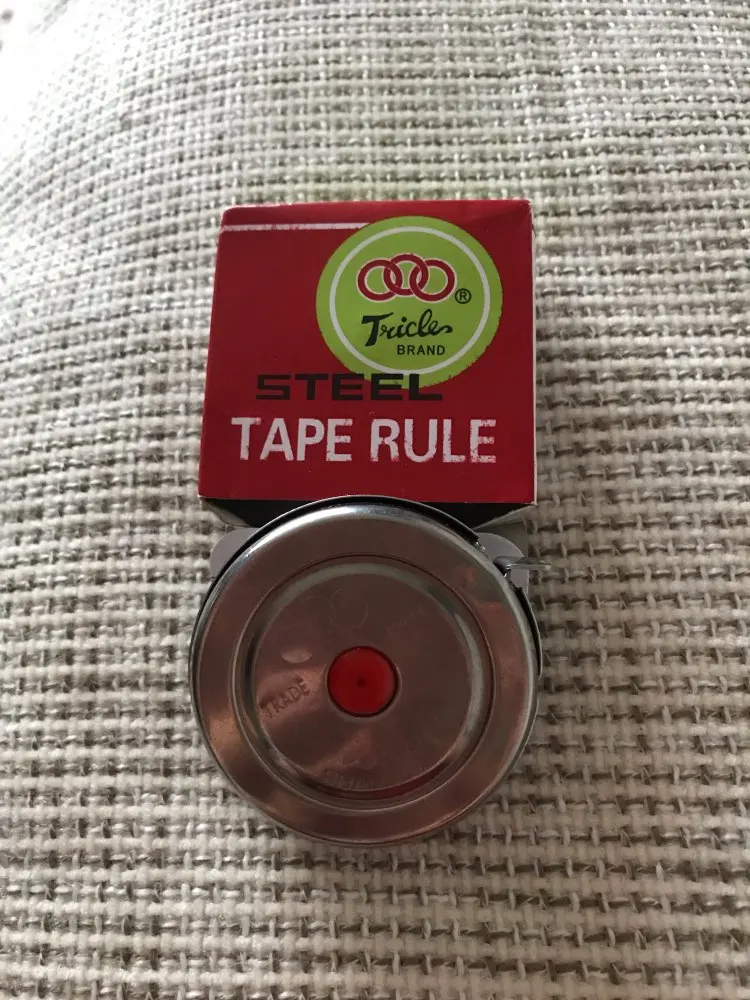 ®
Tricles
BRAND
STEEL
TAPE RULE
TRADE